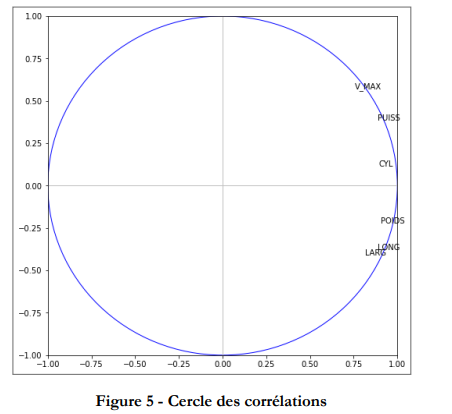 1.00
0.75
V_MAX
0.50
PUISS
0.25
CYL
0.00
POIDS
−0.25
LONG
LARG
−0.50
−0.75
−1.00
−1.00 −0.75 −0.50 −0.25 0.00 0.25 0.50 0.75 1.00
Figure 5 - Cercle des corrélations